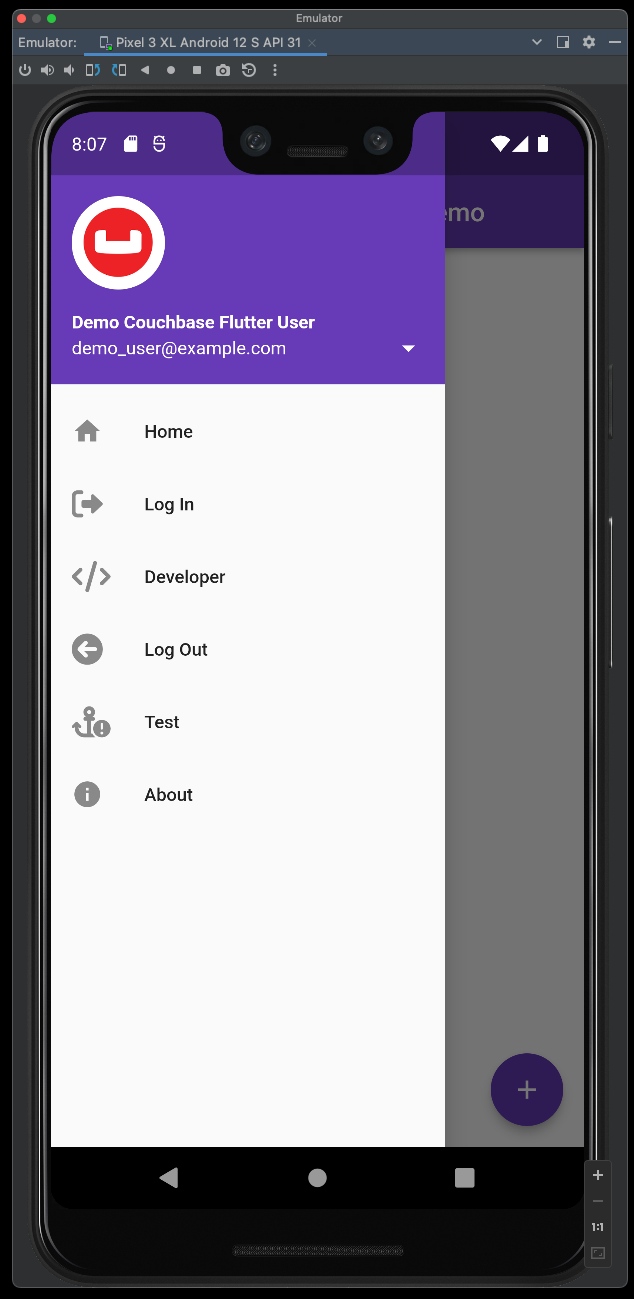 Emulator
Emulator:
Pixel 3 XL Android 12 S API 31
8:07
emo
Demo Couchbase Flutter User
demo_user@example.com
Home
Log In
Developer
Log Out
Test
About
1:1